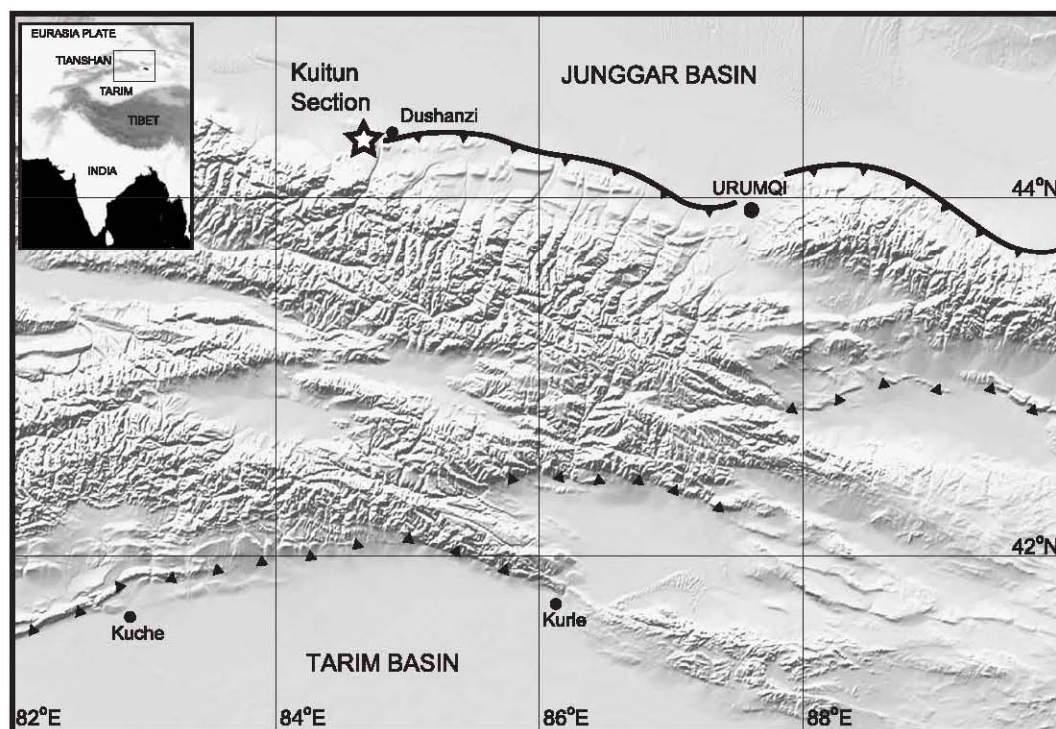 EURASIA PLATE
TIANSHAN
TARIM
TIBET
INDIA
Kuitun
Section
Dushanzi
JUNGGAR BASIN
URUMQI
44°N
42°N
Kuche
Kurle
TARIM BASIN
82°E
84°E
86°E
88°E